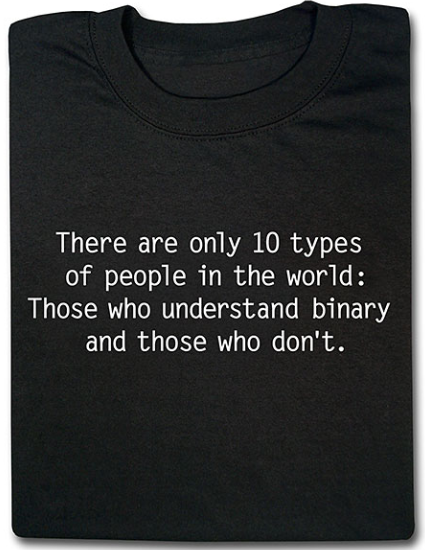 There are only 10 types
of people in the world:
Those who understand binary
and those who don't.